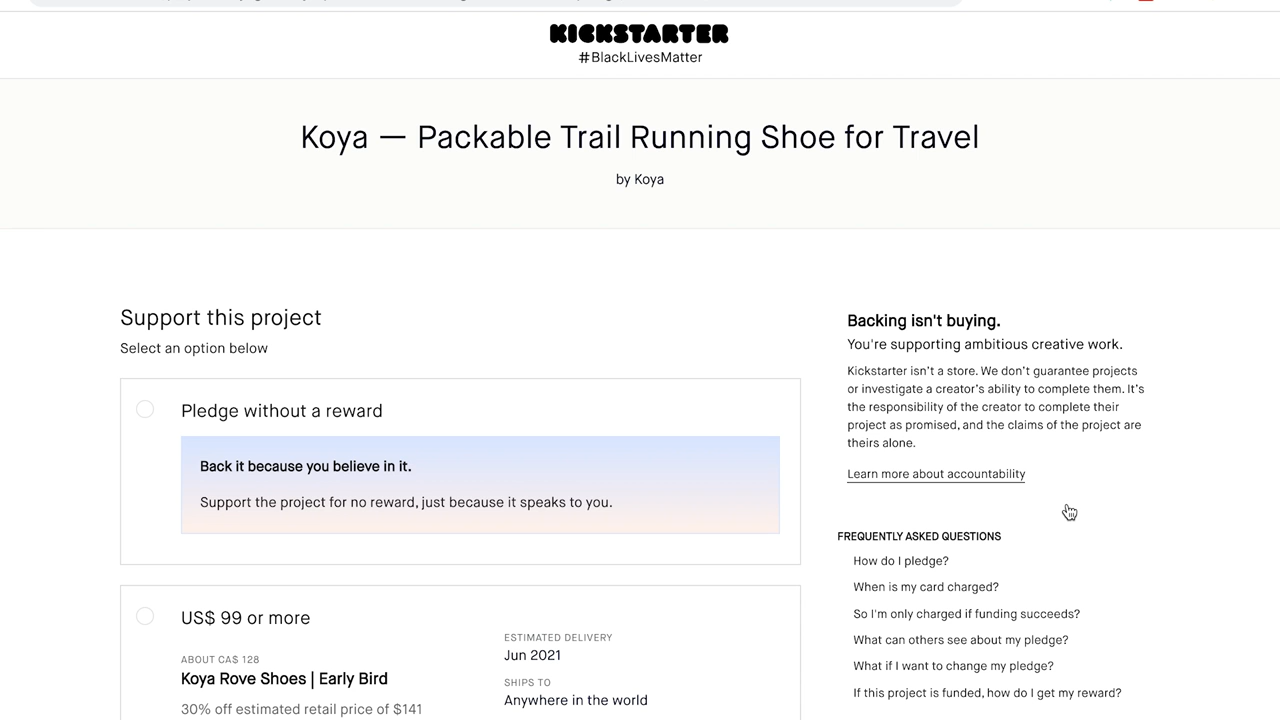 KICKSTARTER
#BlackLivesMatter
Koya — Packable Trail Running Shoe for Travel
by Koya
Support this project
Select an option below
Pledge without a reward
Back it because you believe in it.
Support the project for no reward, just because it speaks to you.
US$ 99 or more
ABOUT CA$ 128
Koya Rove Shoes | Early Bird
30% off estimated retail price of $141
ESTIMATED DELIVERY
Jun 2021
SHIPS TO
Anywhere in the world
Backing isn't buying.
You're supporting ambitious creative work.
Kickstarter isn’t a store. We don’t guarantee projects
or investigate a creator’s ability to complete them. It’s
the responsibility of the creator to complete their
project as promised, and the claims of the project are
theirs alone.
Learn more about accountability
FREQUENTLY ASKED QUESTIONS
How do I pledge?
When is my card charged?
So I'm only charged if funding succeeds?
What can others see about my pledge?
What if I want to change my pledge?
If this project is funded, how do I get my reward?